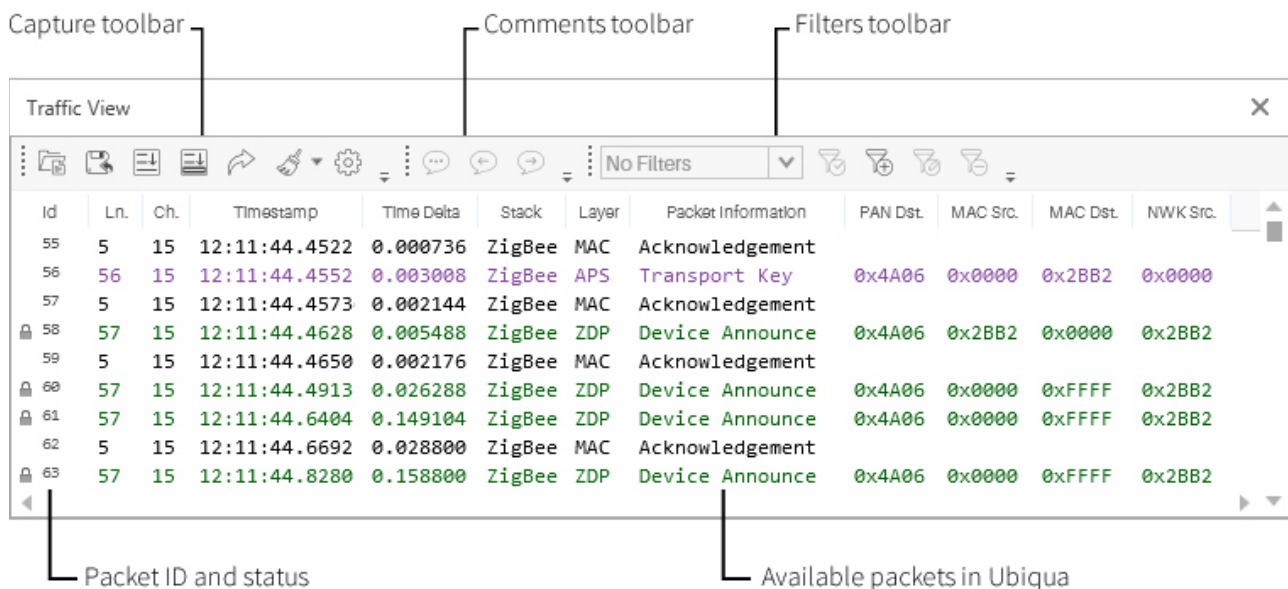 Capture toolbar Comments toolbar Filters toolbar
Traffic View
No Filters
Id Ln. Ch. Timestamp Time Delta Stack Layer Packet Information PAN Dst. MAC Src. MAC Dst. NWK Src.
55 5 15 12:11:44.4522 0.000736 ZigBee MAC Acknowledgement
56 56 15 12:11:44.4552 0.003008 ZigBee APS Transport Key 0x4A06 0x0000 0x2BB2 0x0000
57 5 15 12:11:44.4573 0.002144 ZigBee MAC Acknowledgement
58 57 15 12:11:44.4628 0.005488 ZigBee ZDP Device Announce 0x4A06 0x2BB2 0x0000 0x2BB2
59 5 15 12:11:44.4650 0.002176 ZigBee MAC Acknowledgement
60 57 15 12:11:44.4913 0.026288 ZigBee ZDP Device Announce 0x4A06 0x0000 0xFFFF 0x2BB2
61 57 15 12:11:44.6404 0.149104 ZigBee ZDP Device Announce 0x4A06 0x0000 0xFFFF 0x2BB2
62 5 15 12:11:44.6692 0.028800 ZigBee MAC Acknowledgement
63 57 15 12:11:44.8280 0.158800 ZigBee ZDP Device Announce 0x4A06 0x0000 0xFFFF 0x2BB2
Packet ID and status Available packets in Ubiqua